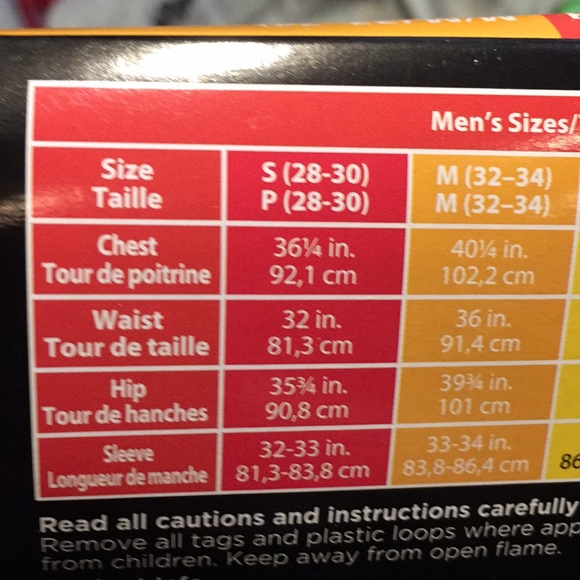 Men's Sizes/
Size
Taille
S (28-30)
P (28-30)
M (32–34)
M (32–34)
Chest
Tour de poitrine
36¼ in.
92,1 cm
40¼ in.
102,2 cm
Waist
Tour de taille
32 in.
81,3 cm
36 in.
91,4 cm
Hip
Tour de hanches
35¾ in.
90,8 cm
39¾ in.
101 cm
Sleeve
Longueur de manche
32-33 in.
81,3-83,8 cm
33-34 in.
83,8-86,4 cm
86
Read all cautions and instructions carefully
Remove all tags and plastic loops where app
from children. Keep away from open flame.